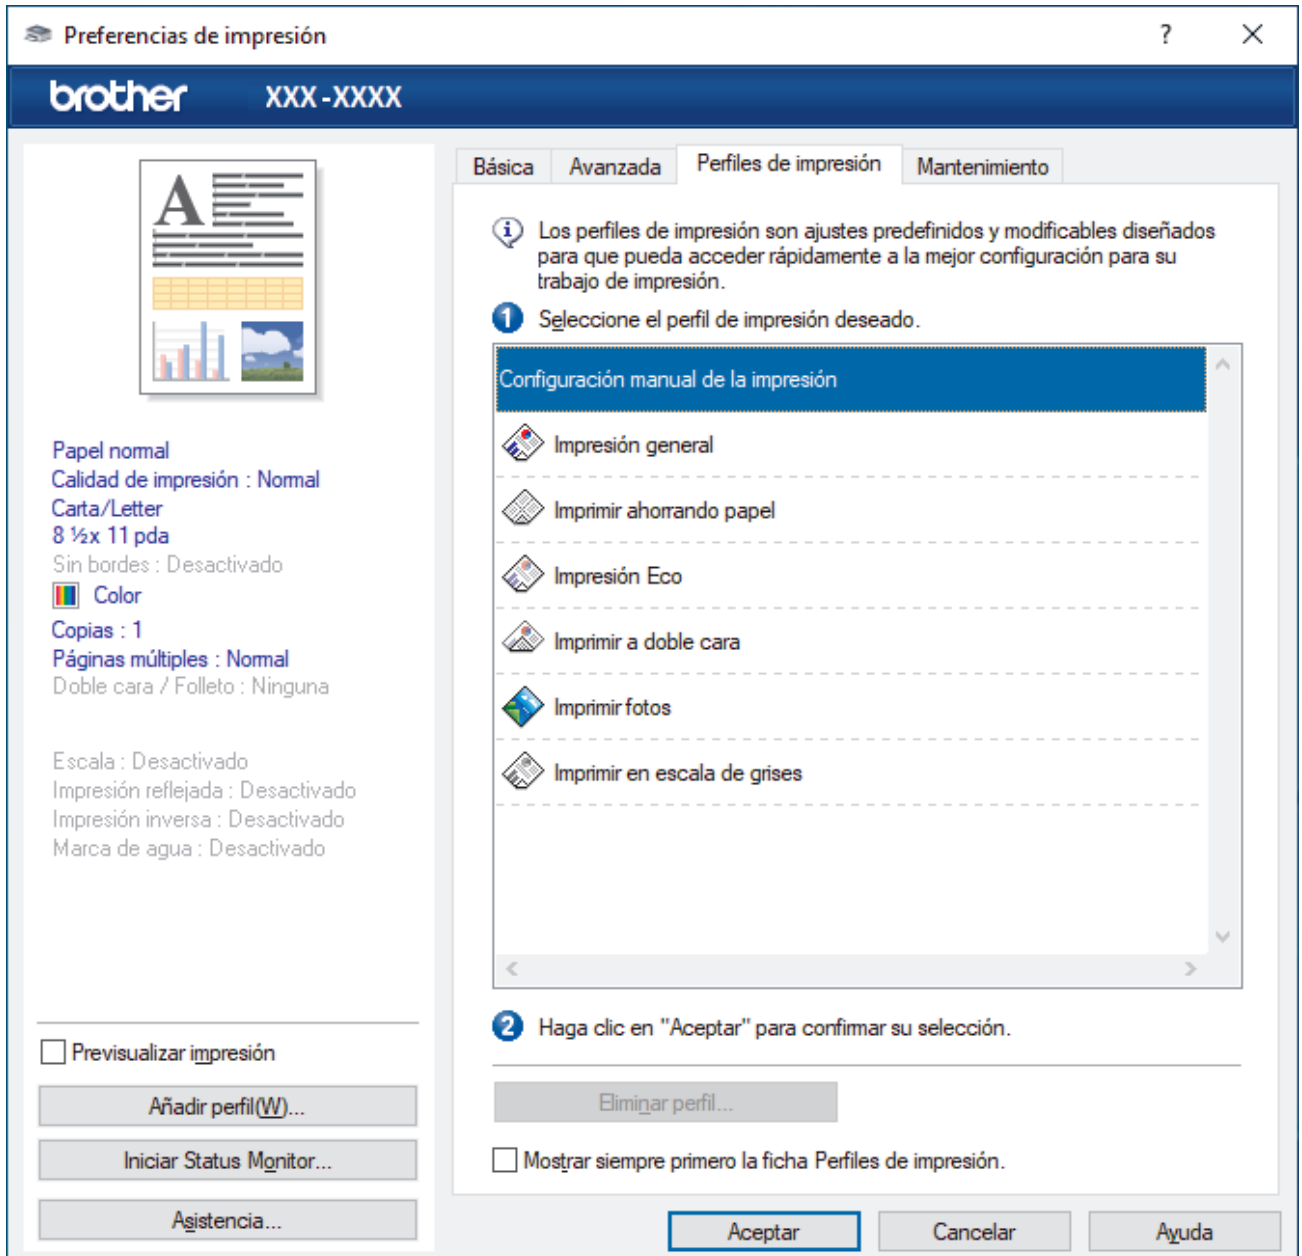 Preferencias de impresión
?
brother XXX-XXXX
A
Papel normal
Calidad de impresión : Normal
Carta/Letter
8 ½x 11 pda
Sin bordes : Desactivado
Color
Copias : 1
Páginas múltiples : Normal
Doble cara / Folleto : Ninguna
Escala : Desactivado
Impresión reflejada : Desactivado
Impresión inversa : Desactivado
Marca de agua : Desactivado
Previsualizar impresión
Añadir perfil(W)...
Iniciar Status Monitor...
Asistencia...
Básica Avanzada Perfiles de impresión Mantenimiento
Los perfiles de impresión son ajustes predefinidos y modificables diseñados
para que pueda acceder rápidamente a la mejor configuración para su
trabajo de impresión.
1 Seleccione el perfil de impresión deseado.
Configuración manual de la impresión
Impresión general
Imprimir ahorrando papel
Impresión Eco
Imprimir a doble cara
Imprimir fotos
Imprimir en escala de grises
2 Haga clic en "Aceptar" para confirmar su selección.
Eliminar perfil...
Mostrar siempre primero la ficha Perfiles de impresión.
Aceptar Cancelar Ayuda